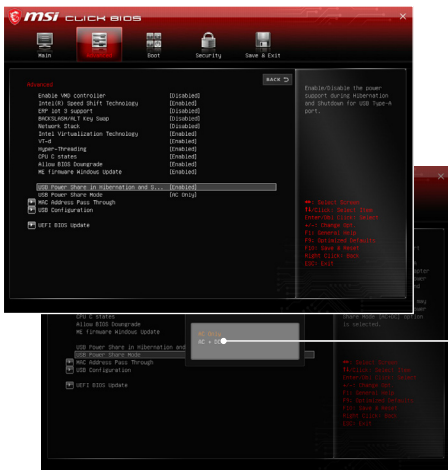 msi CLICK BIOS
Main
Advanced
Boot
Security
Save & Exit
BACK
Advanced
Enable VMD controller [Disabled]
Intel(R) Speed Shift Technology [Enabled]
ERP lot 3 support [Disabled]
BACKSLASH/ALT Key Swap [Disabled]
Network Stack [Disabled]
Intel Virtualization Technology [Enabled]
VT-d [Enabled]
Hyper-Threading [Enabled]
CPU C states [Enabled]
Allow BIOS Downgrade [Enabled]
ME firmware Windows Update [Enabled]
USB Power Share in Hibernation and S... [Enabled]
USB Power Share Mode [AC Only]
MAC Address Pass Through
USB Configuration
UEFI BIOS Update
Enable/Disable the power
support during Hibernation
and Shutdown for USB Type-A
port.
Select Screen
/Click: Select Item
Enter/Dbl Click: Select
+/-: Change Opt.
F1: General Help
F9: Optimized Defaults
F10: Save & Reset
Right Click: Back
ESC: Exit
CPU C states
Allow BIOS Downgrade
ME firmware Windows Update
USB Power Share in Hibernation and
USB Power Share Mode
MAC Address Pass Through
USB Configuration
UEFI BIOS Update
AC Only
AC + DC
may
Share Mode [AC+DC] option
is selected.
Select Screen
/Click: Select Item
Enter/Dbl Click: Select
+/-: Change Opt.
F1: General Help
F9: Optimized Defaults
F10: Save & Reset
Right Click: Back
ESC: Exit